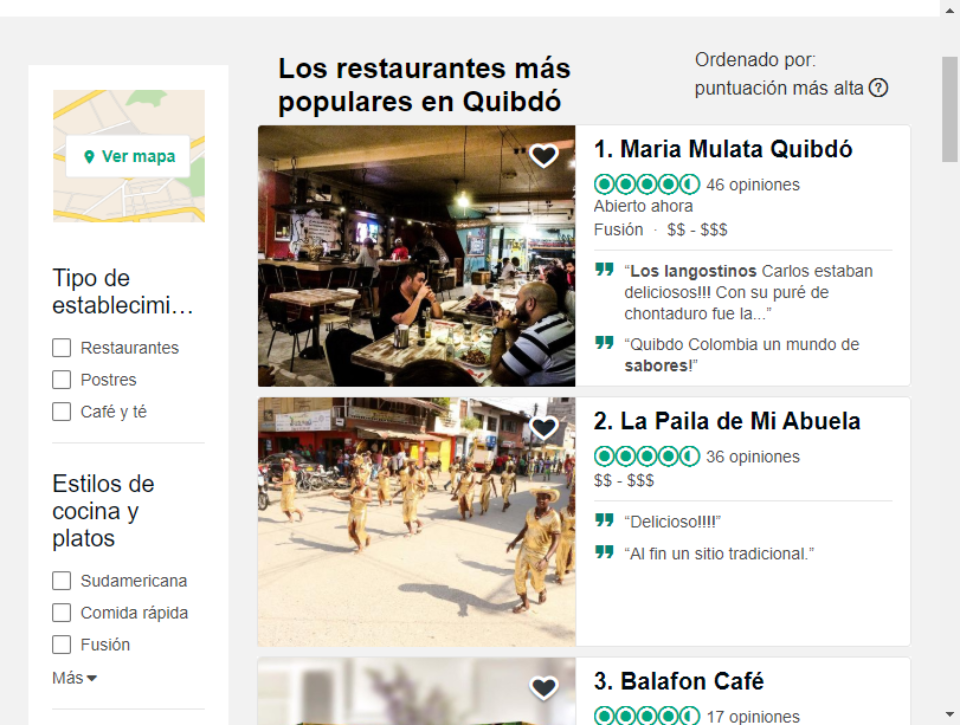 Los restaurantes más
populares en Quibdó
Ordenado por:
puntuación más alta
Ver mapa
Tipo de
establecimi…
Restaurantes
Postres
Café y té
Estilos de
cocina y
platos
Sudamericana
Comida rápida
Fusión
Más
1. Maria Mulata Quibdó
46 opiniones
Abierto ahora
Fusión · $$ - $$$
“Los langostinos Carlos estaban
deliciosos!!! Con su puré de
chontaduro fue la...”
“Quibdo Colombia un mundo de
sabores!”
2. La Paila de Mi Abuela
36 opiniones
$$ - $$$
“Delicioso!!!!”
“Al fin un sitio tradicional.”
3. Balafon Café
17 opiniones